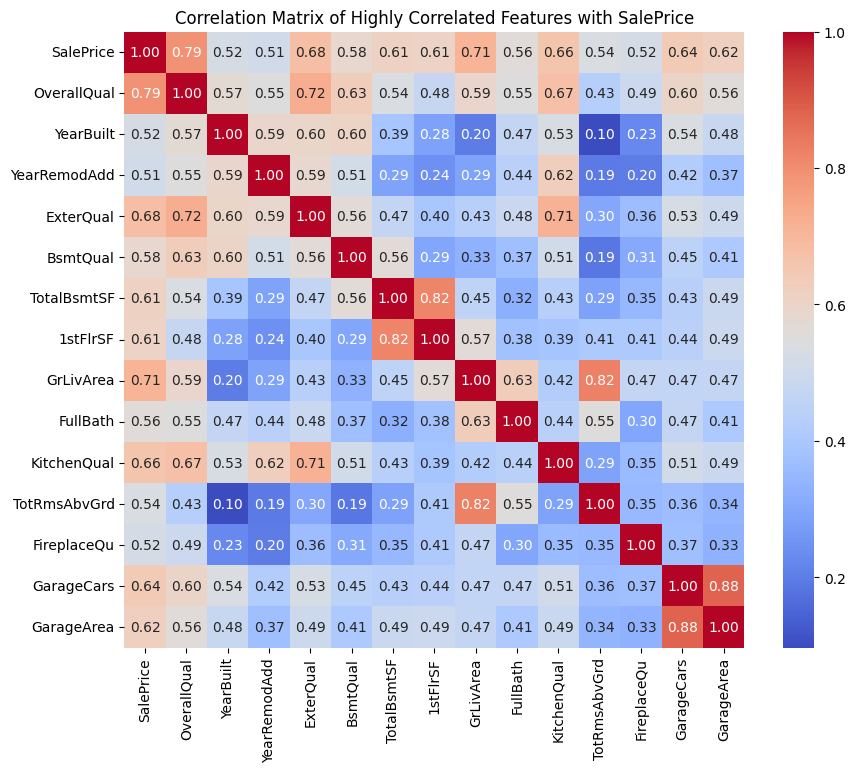 Correlation Matrix of Highly Correlated Features with SalePrice
SalePrice 1.00 0.79 0.52 0.51 0.68 0.58 0.61 0.61 0.71 0.56 0.66 0.54 0.52 0.64 0.62
OverallQual 0.79 1.00 0.57 0.55 0.72 0.63 0.54 0.48 0.59 0.55 0.67 0.43 0.49 0.60 0.56
YearBuilt 0.52 0.57 1.00 0.59 0.60 0.60 0.39 0.28 0.20 0.47 0.53 0.10 0.23 0.54 0.48
YearRemodAdd 0.51 0.55 0.59 1.00 0.59 0.51 0.29 0.24 0.29 0.44 0.62 0.19 0.20 0.42 0.37
ExterQual 0.68 0.72 0.60 0.59 1.00 0.56 0.47 0.40 0.43 0.48 0.71 0.30 0.36 0.53 0.49
BsmtQual 0.58 0.63 0.60 0.51 0.56 1.00 0.56 0.29 0.33 0.37 0.51 0.19 0.31 0.45 0.41
TotalBsmtSF 0.61 0.54 0.39 0.29 0.47 0.56 1.00 0.82 0.45 0.32 0.43 0.29 0.35 0.43 0.49
1stFlrSF 0.61 0.48 0.28 0.24 0.40 0.29 0.82 1.00 0.57 0.38 0.39 0.41 0.41 0.44 0.49
GrLivArea 0.71 0.59 0.20 0.29 0.43 0.33 0.45 0.57 1.00 0.63 0.42 0.82 0.47 0.47 0.47
FullBath 0.56 0.55 0.47 0.44 0.48 0.37 0.32 0.38 0.63 1.00 0.44 0.55 0.30 0.47 0.41
KitchenQual 0.66 0.67 0.53 0.62 0.71 0.51 0.43 0.39 0.42 0.44 1.00 0.29 0.35 0.51 0.49
TotRmsAbvGrd 0.54 0.43 0.10 0.19 0.30 0.19 0.29 0.41 0.82 0.55 0.29 1.00 0.35 0.36 0.34
FireplaceQu 0.52 0.49 0.23 0.20 0.36 0.31 0.35 0.41 0.47 0.30 0.35 0.35 1.00 0.37 0.33
GarageCars 0.64 0.60 0.54 0.42 0.53 0.45 0.43 0.44 0.47 0.47 0.51 0.36 0.37 1.00 0.88
GarageArea 0.62 0.56 0.48 0.37 0.49 0.41 0.49 0.49 0.47 0.41 0.49 0.34 0.33 0.88 1.00
SalePrice
OverallQual
YearBuilt
YearRemodAdd
ExterQual
BsmtQual
TotalBsmtSF
1stFlrSF
GrLivArea
FullBath
KitchenQual
TotRmsAbvGrd
FireplaceQu
GarageCars
GarageArea
1.0
0.8
0.6
0.4
0.2